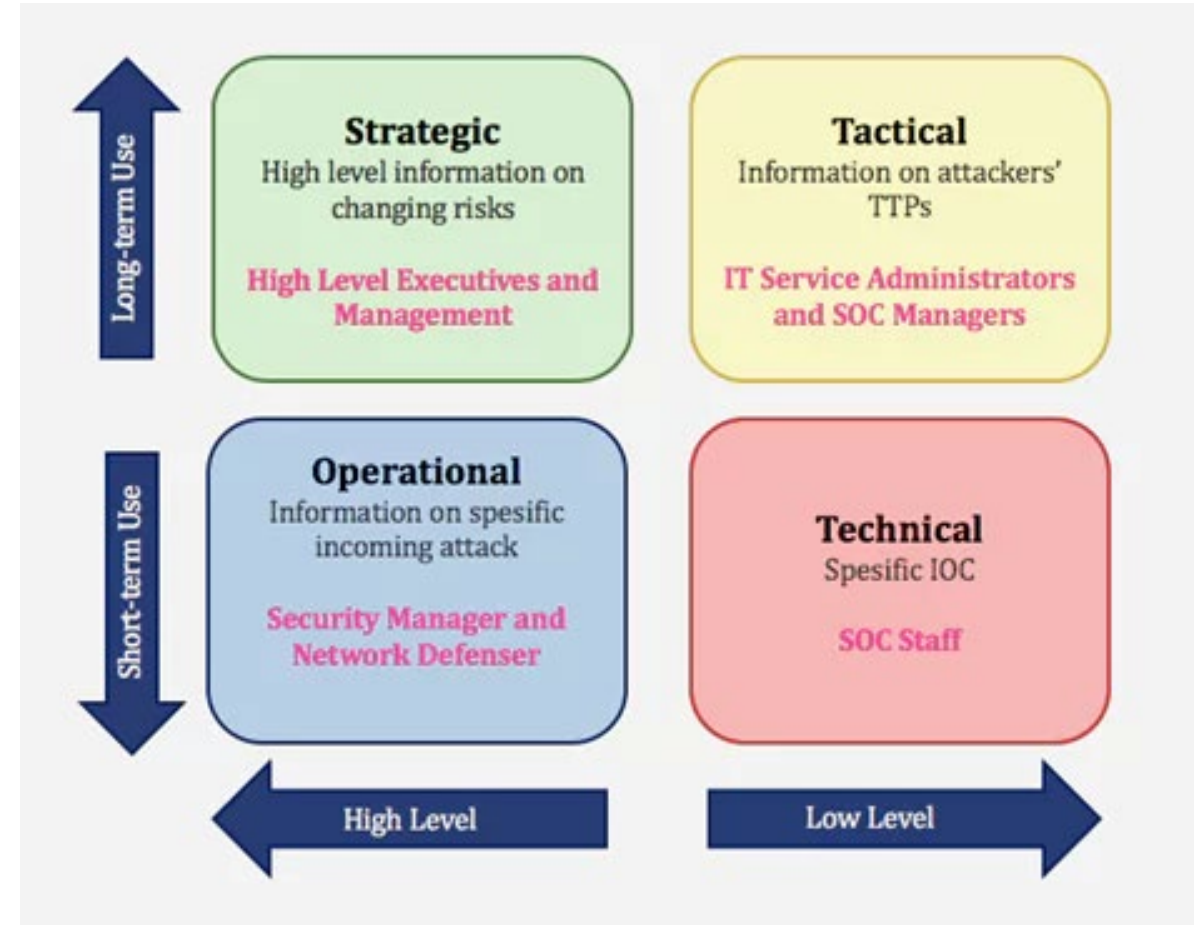 Long-term Use
Strategic
High level information on
changing risks
High Level Executives and
Management
Tactical
Information on attackers’
TTPs
IT Service Administrators
and SOC Managers
Short-term Use
Operational
Information on spesific
incoming attack
Security Manager and
Network Defenser
Technical
Spesific IOC
SOC Staff
High Level
Low Level